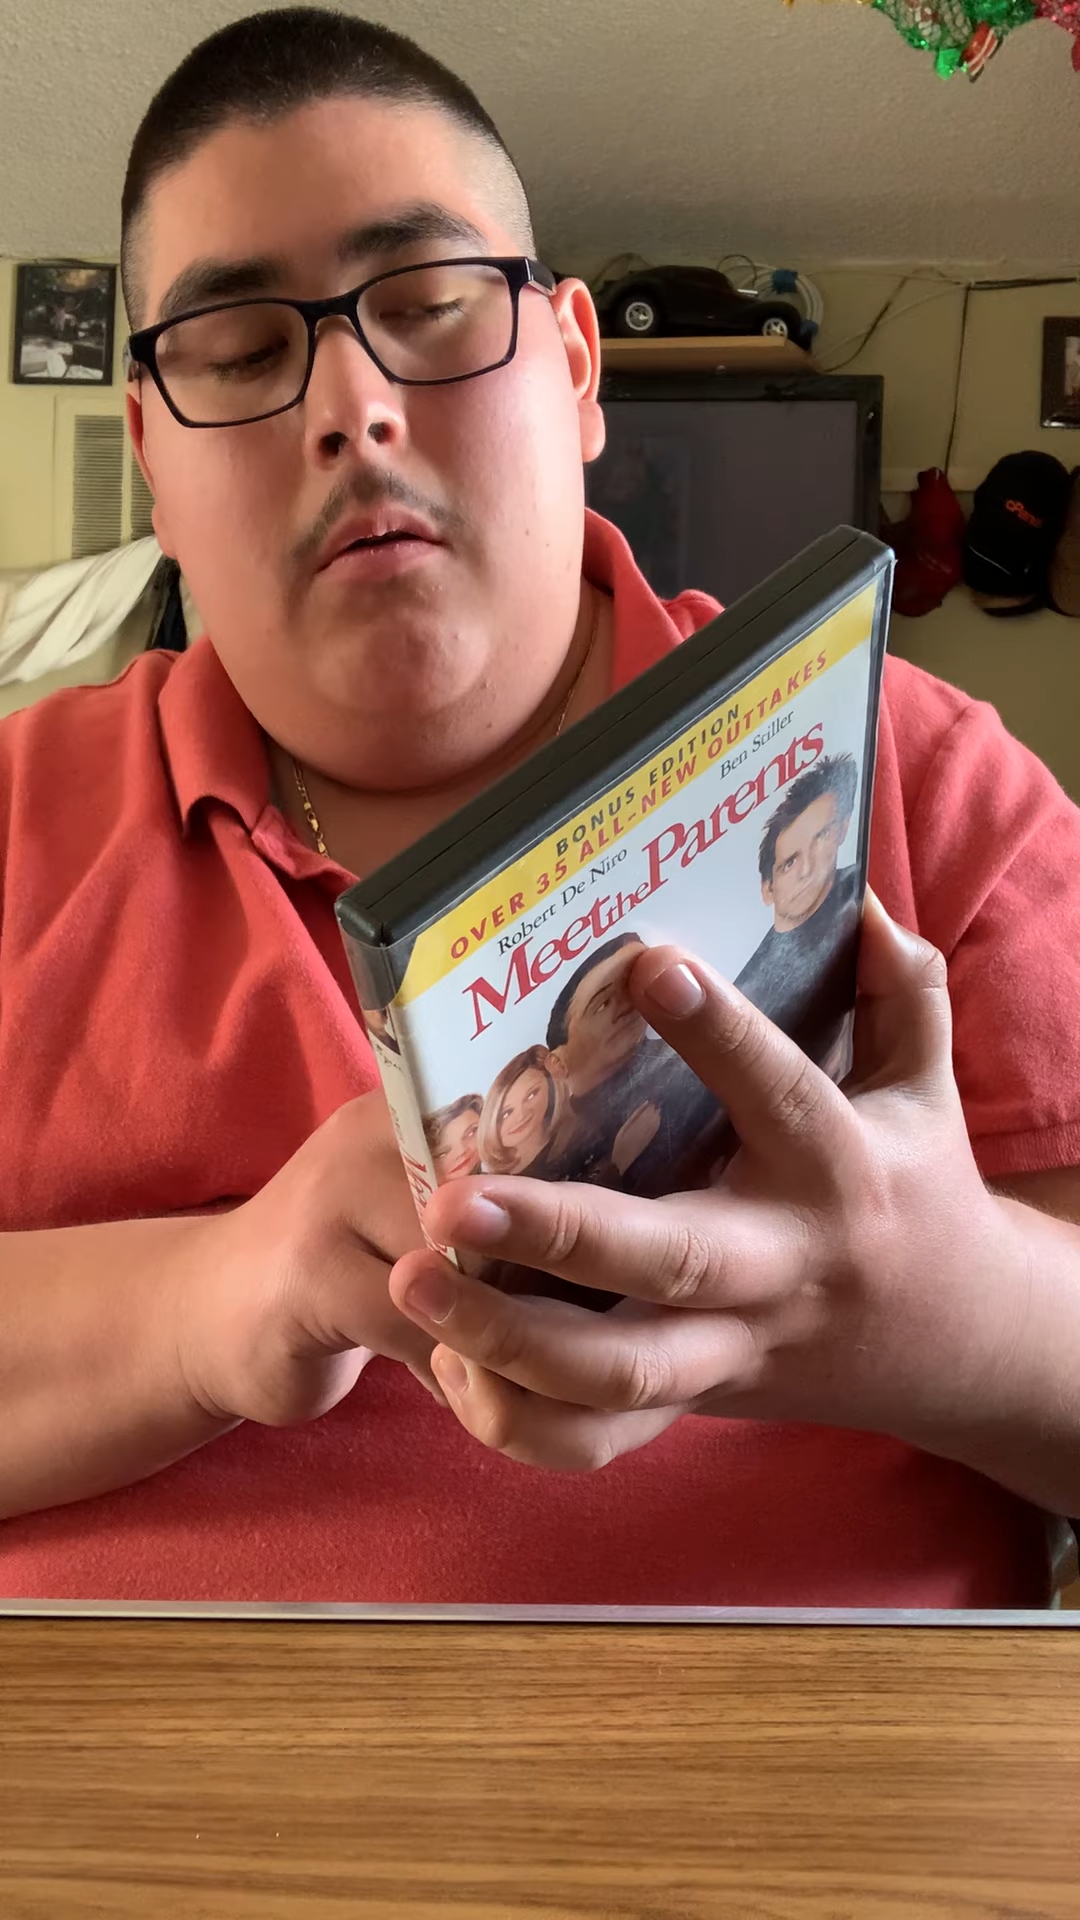 BONUS EDITION
OVER 35 ALL-NEW OUTTAKES
Robert De Niro
Ben Stiller
Meet the Parents